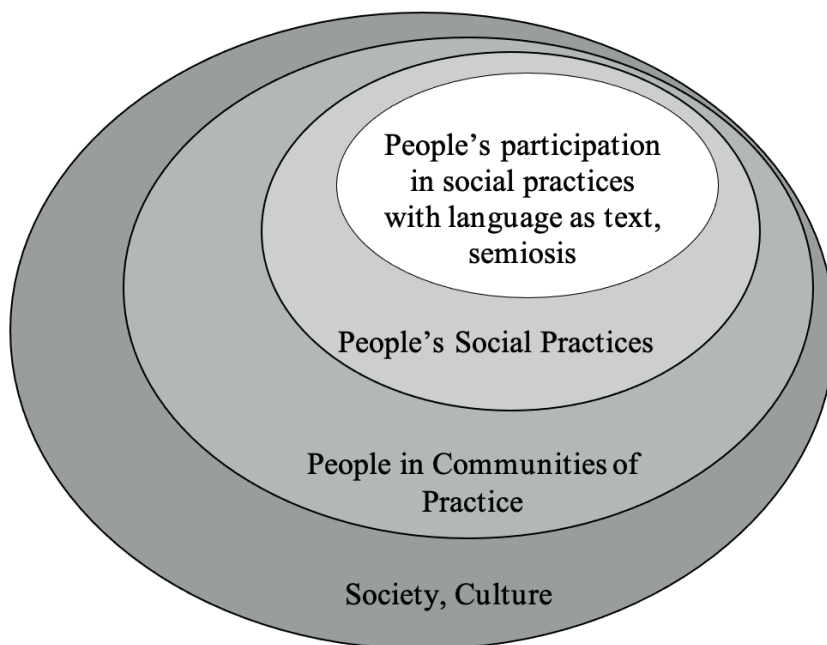 People’s participation
in social practices
with language as text,
semiosis
People’s Social Practices
People in Communities of
Practice
Society, Culture